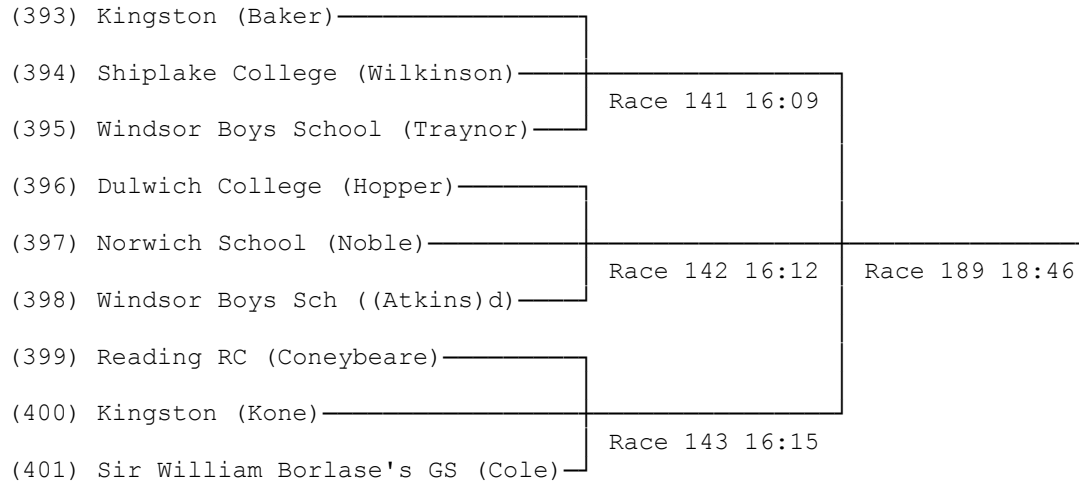 (393) Kingston (Baker)
(394) Shiplake College (Wilkinson)
Race 141 16:09
(395) Windsor Boys School (Traynor)
(396) Dulwich College (Hopper)
(397) Norwich School (Noble)
Race 142 16:12 Race 189 18:46
(398) Windsor Boys Sch ((Atkins)d)
(399) Reading RC (Coneybeare)
(400) Kingston (Kone)
Race 143 16:15
(401) Sir William Borlase's GS (Cole)